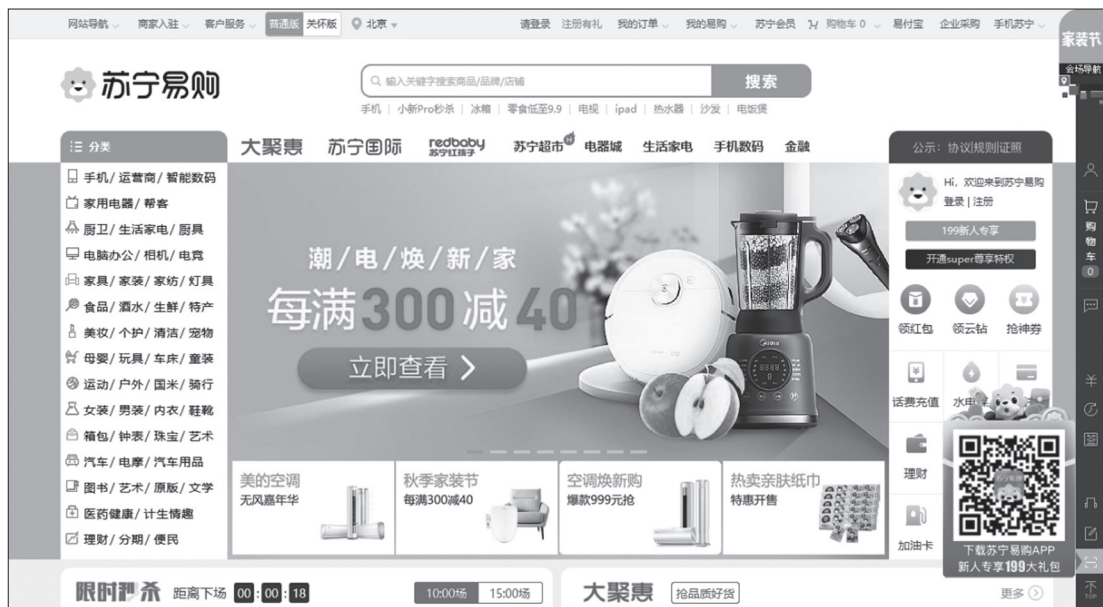 网站导航 商家入驻 客户服务 普通版 关怀版 北京 请登录 注册有礼 我的订单 我的易购 苏宁会员 购物车 0 易付宝 企业采购 手机苏宁
家装节
会场导航
苏宁易购
输入关键字搜索商品/品牌/店铺 搜索
手机 | 小新Pro秒杀 | 冰箱 | 零食低至9.9 | 电视 | ipad | 热水器 | 沙发 | 电饭煲
分类
大聚惠 苏宁国际 redbaby 苏宁红孩子 苏宁超市 电器城 生活家电 手机数码 金融
公示: 协议|规则|证照
手机/ 运营商/ 智能数码
家用电器/ 帮客
厨卫/ 生活家电/ 厨具
电脑办公/ 相机/ 电竞
家具/ 家装/ 家纺/ 灯具
食品/ 酒水/ 生鲜/ 特产
美妆/ 个护/ 清洁/ 宠物
母婴/ 玩具/ 车床/ 童装
运动/ 户外/ 国米/ 骑行
女装/ 男装/ 内衣/ 鞋靴
箱包/ 钟表/ 珠宝/ 艺术
汽车/ 电摩/ 汽车用品
图书/ 艺术/ 原版/ 文学
医药健康/ 计生情趣
理财/ 分期/ 便民
潮/电/焕/新/家
每满300减40
立即查看
Midea
美的空调
无风嘉年华
秋季家装节
每满300减40
空调焕新购
爆款999元抢
热卖亲肤纸巾
特惠开售
Hi，欢迎来到苏宁易购
登录 | 注册
199新人专享
开通super尊享特权
领红包 领云钻 抢神券
话费充值 水电煤
理财
加油卡
购物车
0
苏宁易购
下载苏宁易购APP
新人专享199大礼包
TOP
限时秒杀 距离下场 00 : 00 : 18 10:00场 15:00场
大聚惠 抢品质好货 更多